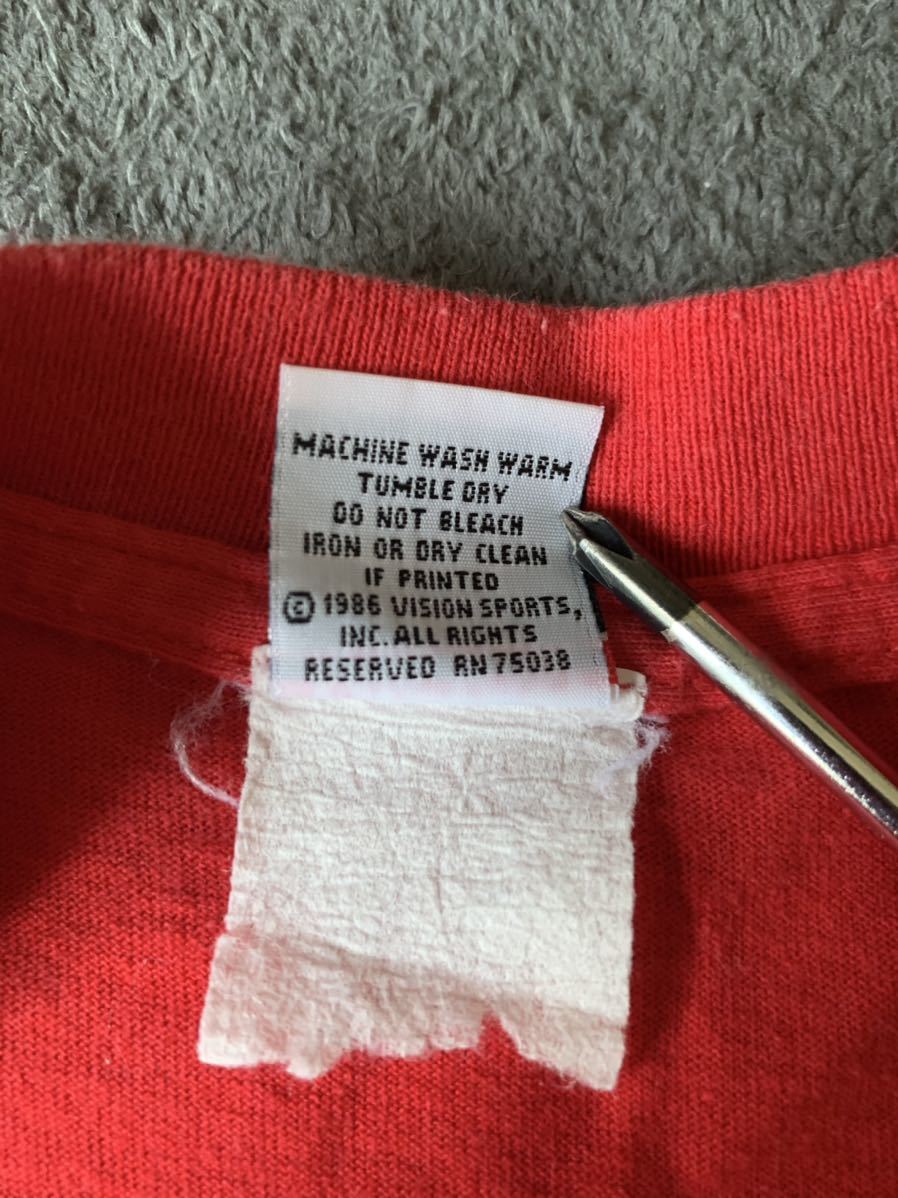 MACHINE WASH WARM
TUMBLE DRY
DO NOT BLEACH
IRON OR DRY CLEAN
IF PRINTED
© 1986 VISION SPORTS,
INC. ALL RIGHTS
RESERVED RN75038